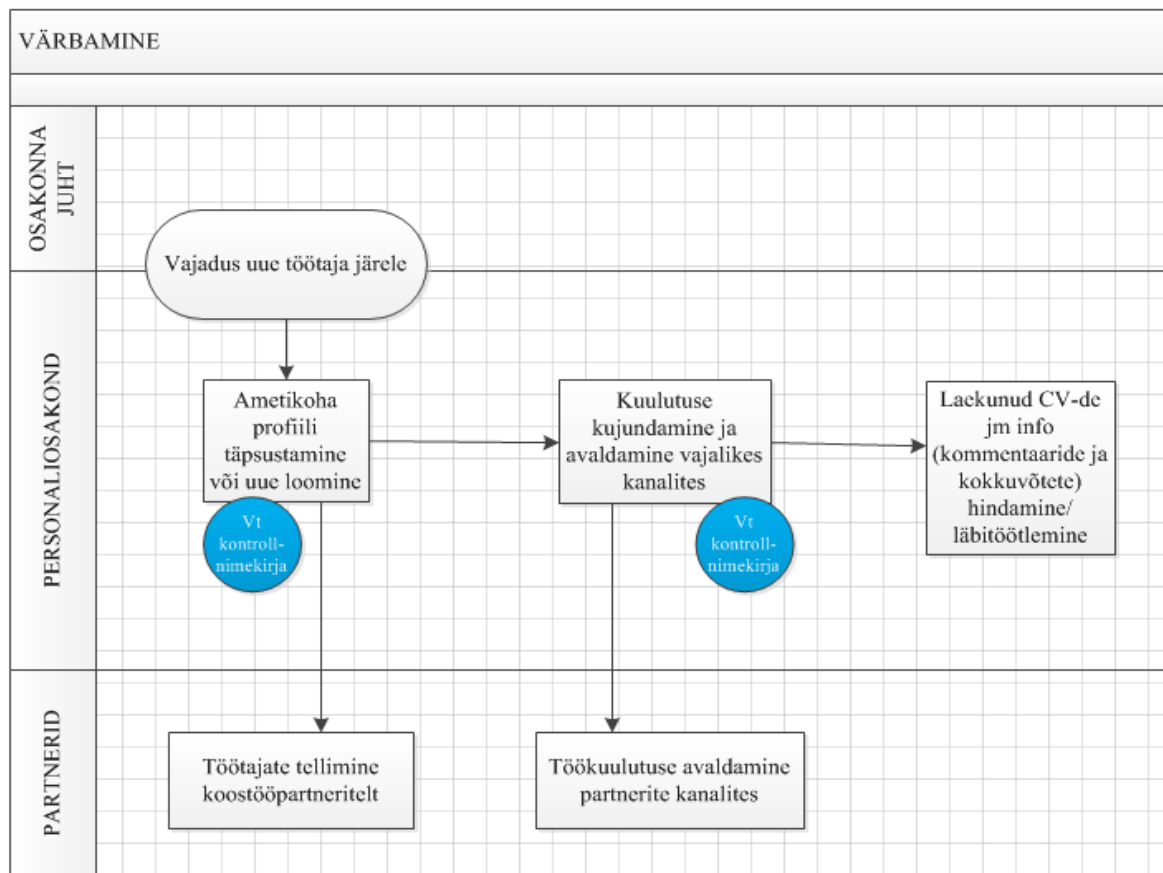 VÄRBAMINE
OSAKONNA
JUHT
Vajadus uue töötaja järele
PERSONALIOSAKOND
Ametikoha
profiili
täpsustamine
või uue loomine
Vt
kontroll-
nimekirja
Kuulutuse
kujundamine ja
avaldamine vajalikes
kanalites
Vt
kontroll-
nimekirja
Laekunud CV-de
jm info
(kommentaaride ja
kokkuvõtete)
hindamine/
läbitöötlemine
PARTNERID
Töötajate tellimine
koostööpartneritelt
Töökuulutuse avaldamine
partnerite kanalites